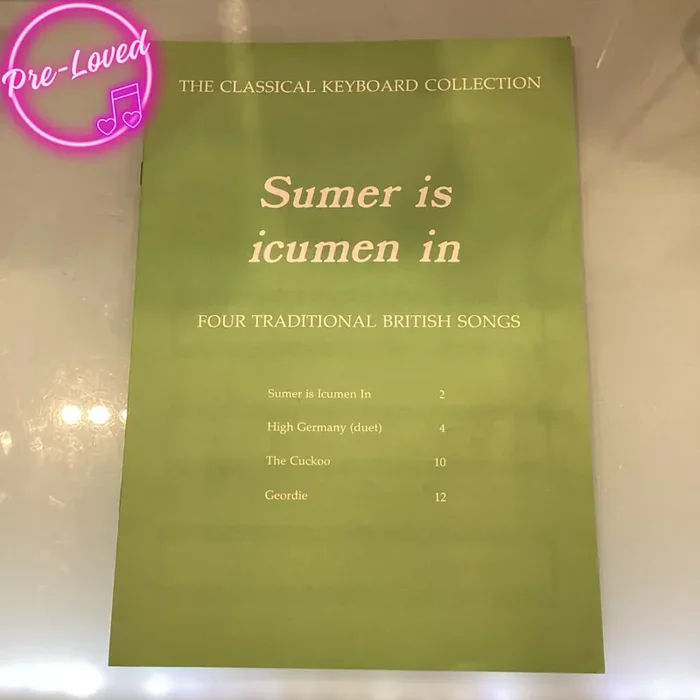 Pre-Loved
THE CLASSICAL KEYBOARD COLLECTION
Sumer is
icumen in
FOUR TRADITIONAL BRITISH SONGS
Sumer is Icumen In 2
High Germany (duet) 4
The Cuckoo 10
Geordie 12